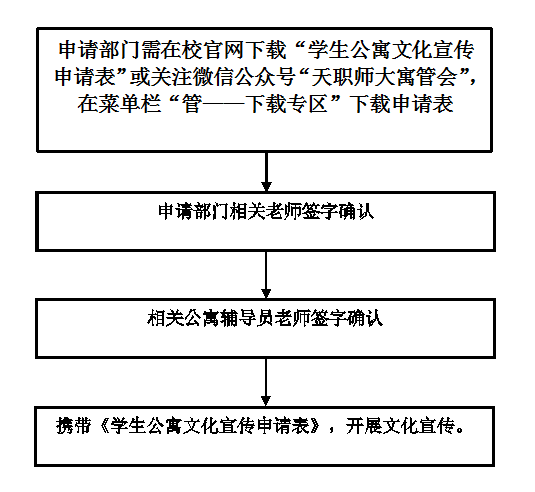 申请部门需在校官网下载“学生公寓文化宣传
申请表”或关注微信公众号“天职师大寓管会”，
在菜单栏“管——下载专区”下载申请表
申请部门相关老师签字确认
相关公寓辅导员老师签字确认
携带《学生公寓文化宣传申请表》，开展文化宣传。